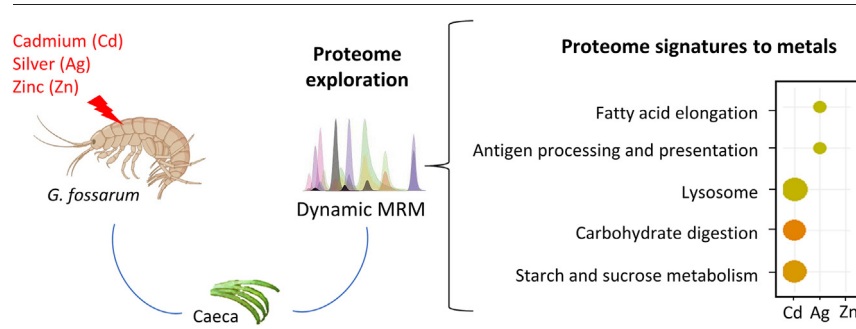 Cadmium (Cd)
Silver (Ag)
Zinc (Zn)
G. fossarum
Caeca
Proteome
exploration
Dynamic MRM
Proteome signatures to metals
Fatty acid elongation
Antigen processing and presentation
Lysosome
Carbohydrate digestion
Starch and sucrose metabolism
Cd Ag Zn